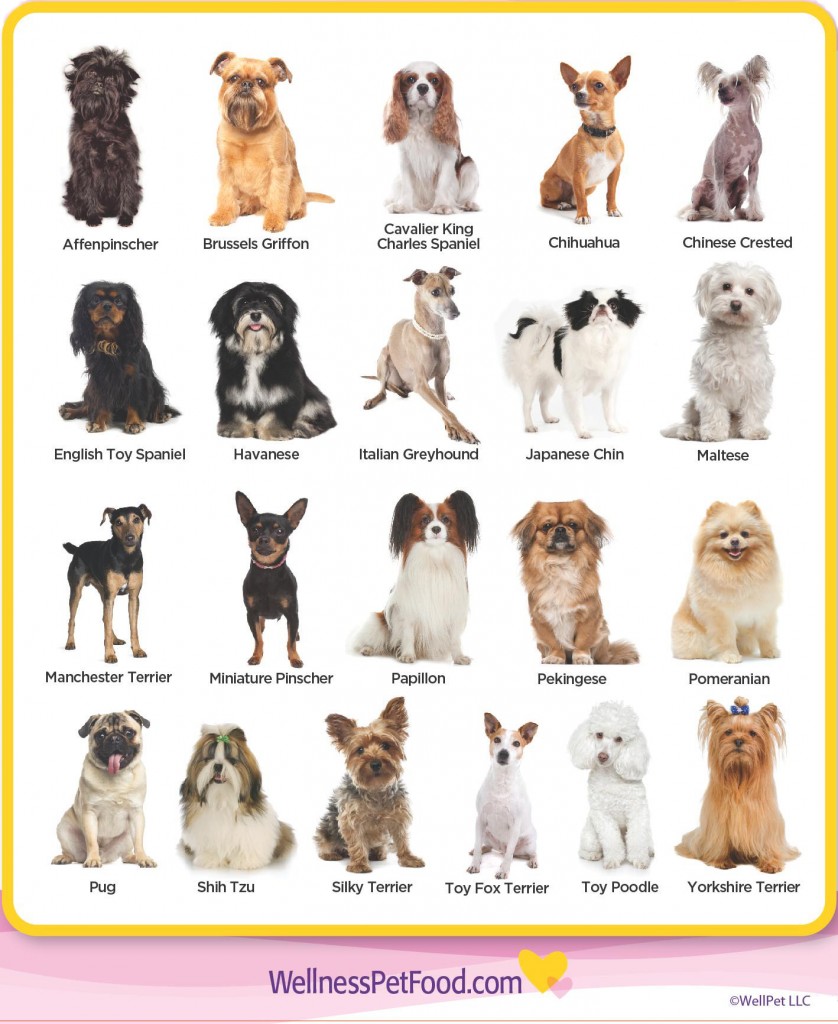 Affenpinscher
Brussels Griffon
Cavalier King
Charles Spaniel
Chihuahua
Chinese Crested
English Toy Spaniel
Havanese
Italian Greyhound
Japanese Chin
Maltese
Manchester Terrier
Miniature Pinscher
Papillon
Pekingese
Pomeranian
Pug
Shih Tzu
Silky Terrier
Toy Fox Terrier
Toy Poodle
Yorkshire Terrier
WellnessPetFood.com
©WellPet LLC